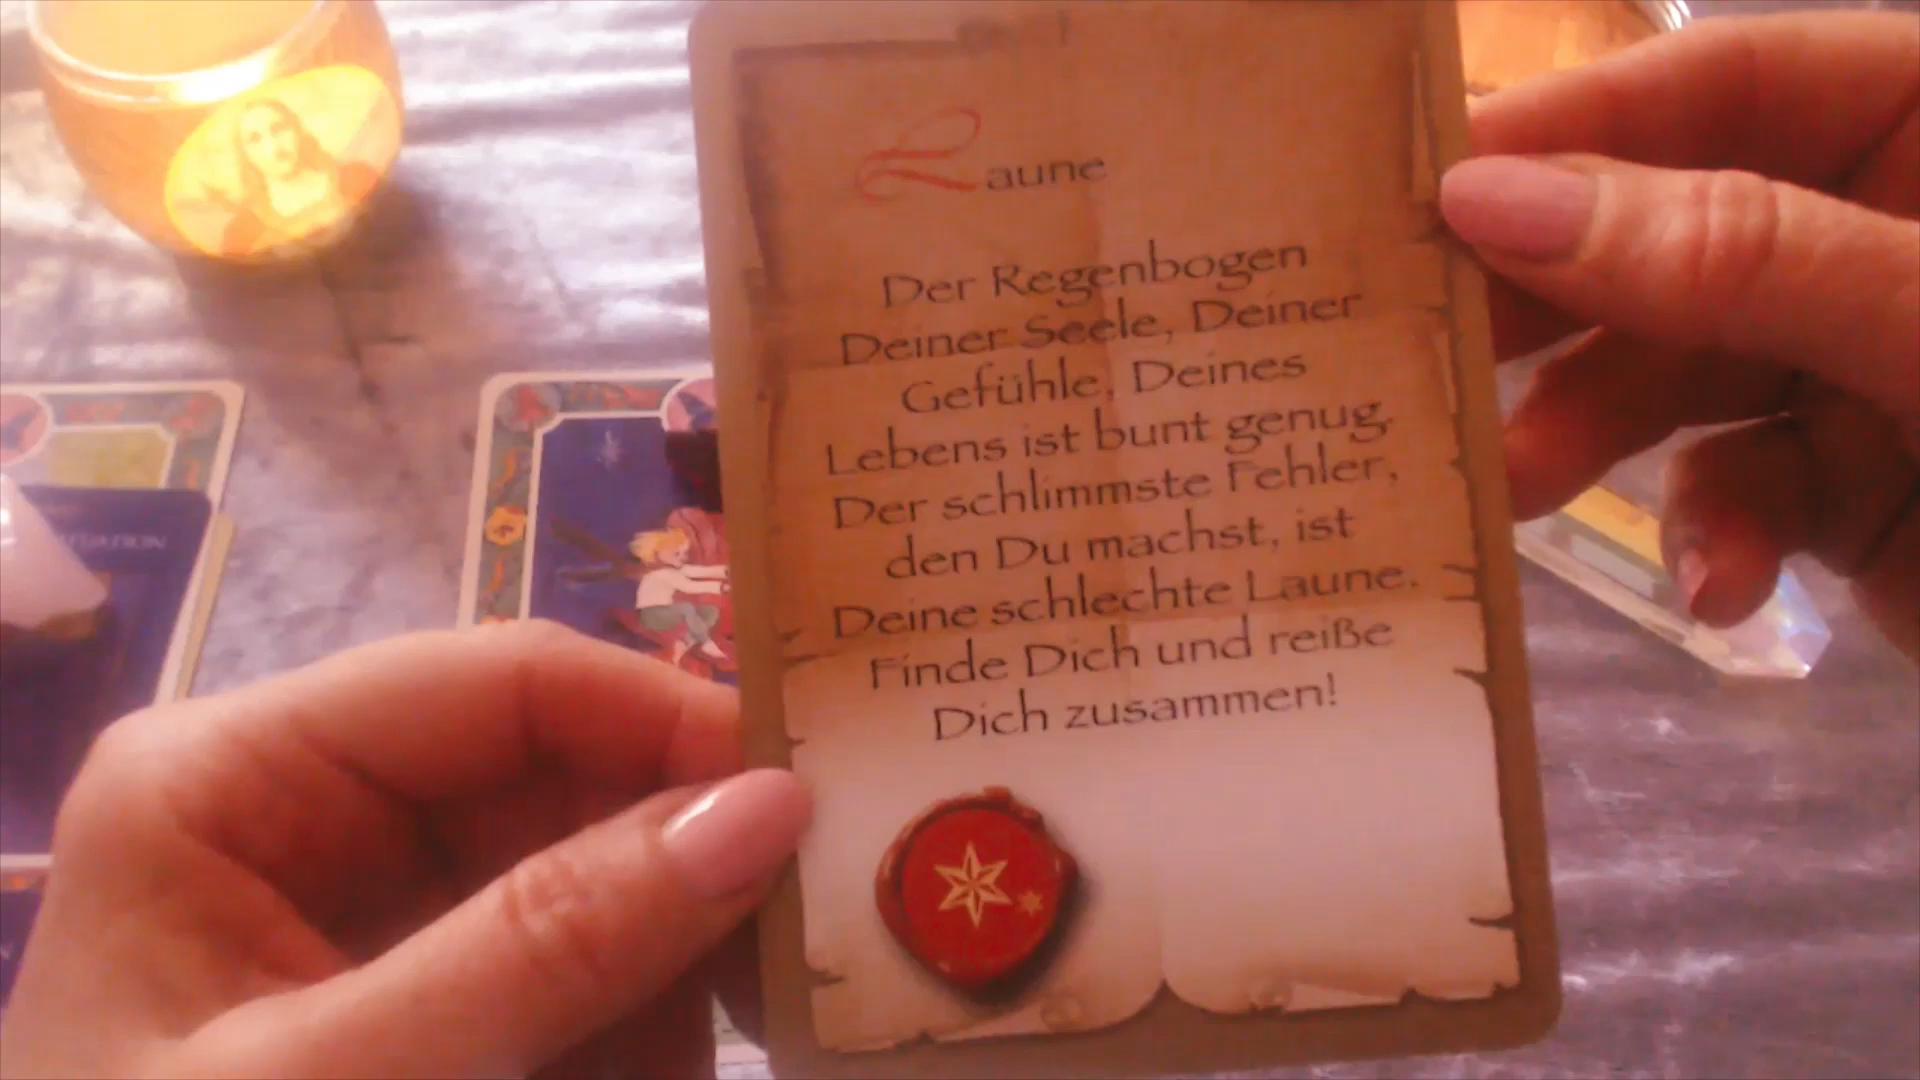 Laune
Der Regenbogen
Deiner Seele, Deiner
Gefühle, Deines
Lebens ist bunt genug.
Der schlimmste Fehler,
den Du machst, ist
Deine schlechte Laune.
Finde Dich und reiße
Dich zusammen!